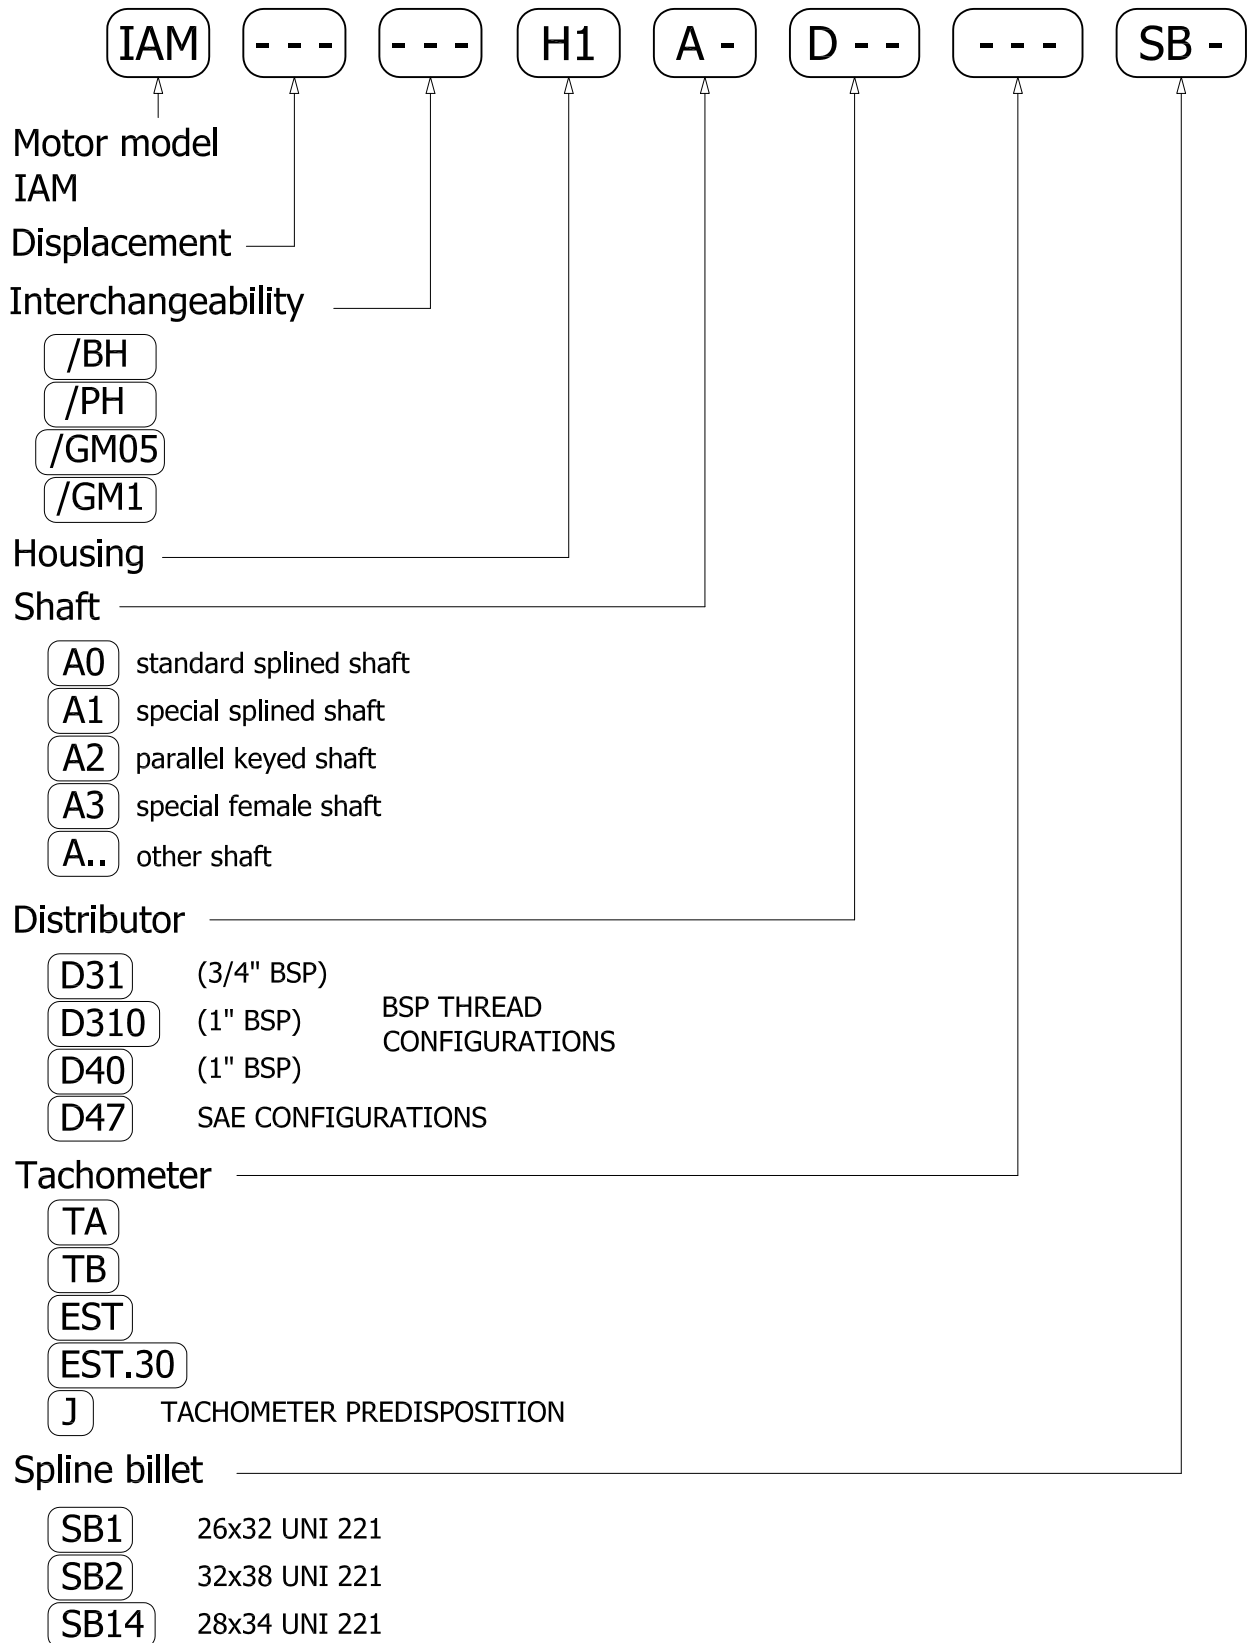 IAM - - - - - - H1 A - D - - - - - SB -
Motor model
IAM
Displacement
Interchangeability
/BH
/PH
/GM05
/GM1
Housing
Shaft
A0 standard splined shaft
A1 special splined shaft
A2 parallel keyed shaft
A3 special female shaft
A.. other shaft
Distributor
D31 (3/4" BSP)
BSP THREAD
D310 (1" BSP)
CONFIGURATIONS
D40 (1" BSP)
D47 SAE CONFIGURATIONS
Tachometer
TA
TB
EST
EST.30
J TACHOMETER PREDISPOSITION
Spline billet
SB1 26x32 UNI 221
SB2 32x38 UNI 221
SB14 28x34 UNI 221